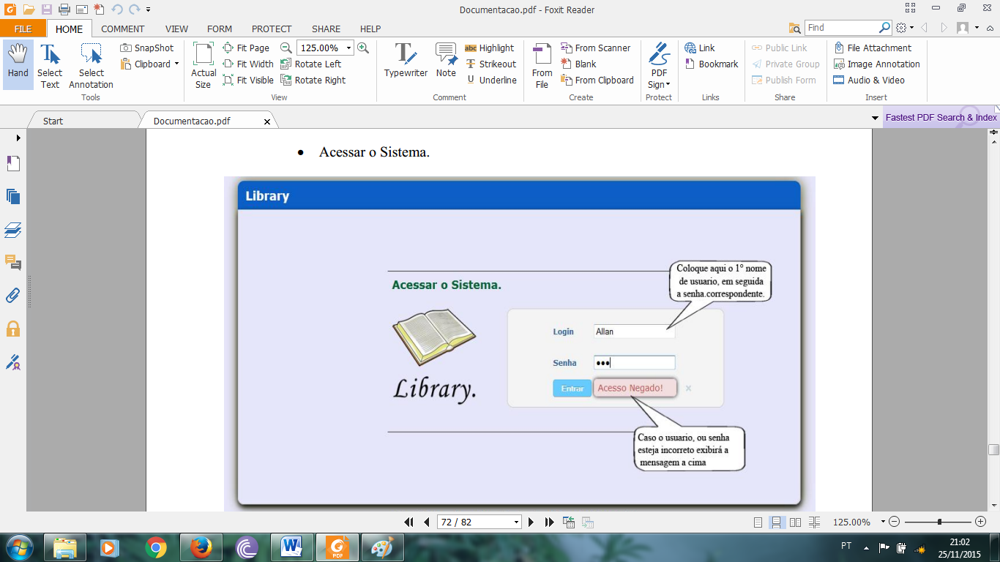 Documentacao.pdf - Foxit Reader
FILE HOME COMMENT VIEW FORM PROTECT SHARE HELP
Find
Hand
Select Text
Select Annotation
SnapShot
Clipboard
Tools
Actual Size
Fit Page
Fit Width
Fit Visible
125.00%
Rotate Left
Rotate Right
View
Typewriter
Note
abc Highlight
Strikeout
U Underline
Comment
From File
From Scanner
Blank
From Clipboard
Create
PDF Sign
Protect
Link
Bookmark
Links
Public Link
Private Group
Publish Form
Share
File Attachment
Image Annotation
Audio & Video
Insert
Start
Documentacao.pdf
Fastest PDF Search & Index
• Acessar o Sistema.
Library
Coloque aqui o 1° nome
de usuario, em seguida
a senha.correspondente.
Acessar o Sistema.
Login Allan
Senha
Library.
Entrar Acesso Negado! x
Caso o usuario, ou senha
esteja incorreto exibirá a
mensagem a cima
72 / 82
125.00%
PDF
PT
21:02
25/11/2015